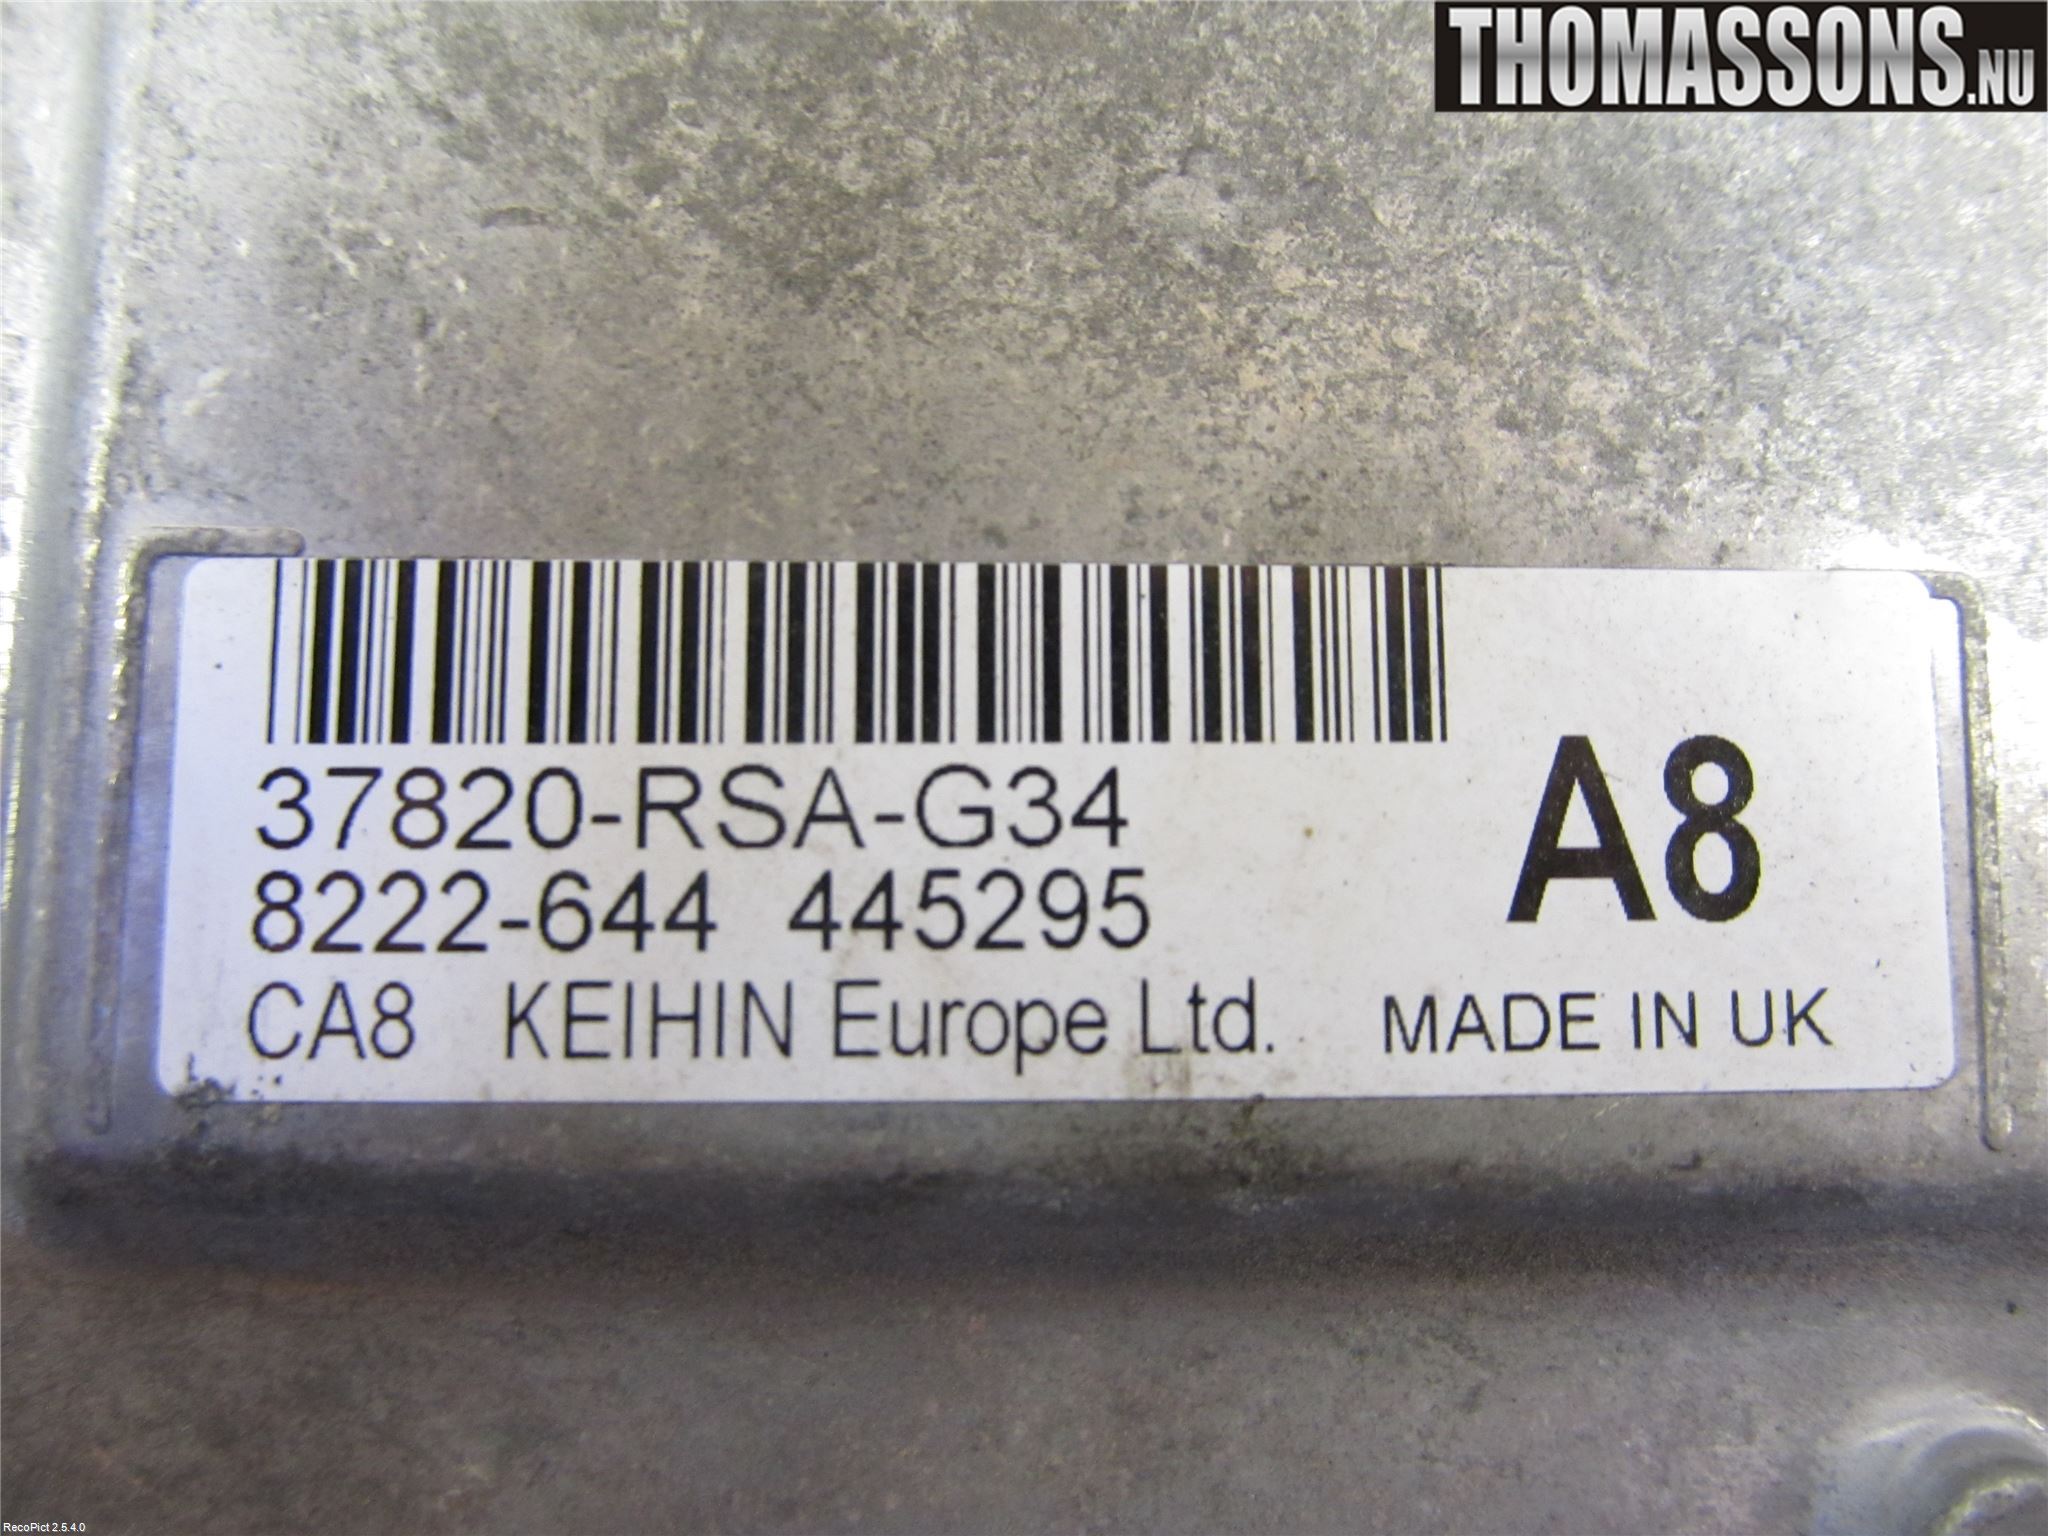 THOMASSONS.NU
37820-RSA-G34
8222-644 445295
A8
CA8 KEIHIN Europe Ltd. MADE IN UK
RecoPict 2.5.4.0